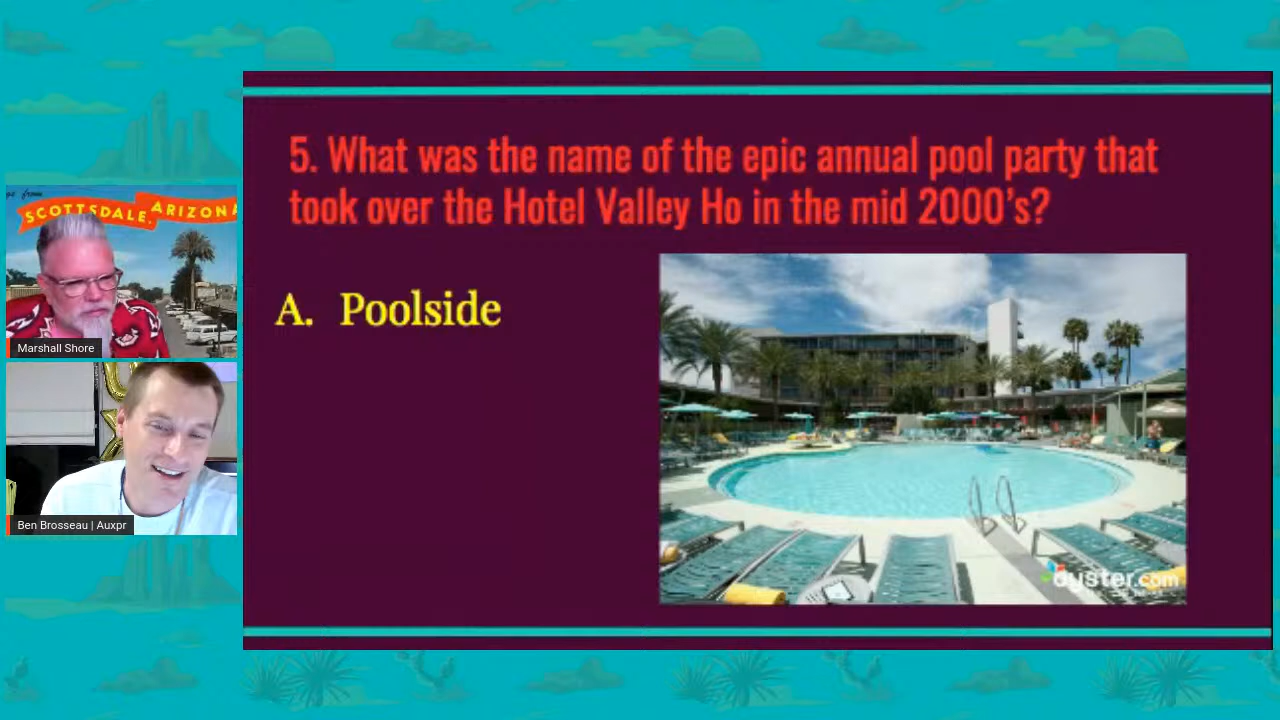 5. What was the name of the epic annual pool party that
took over the Hotel Valley Ho in the mid 2000's?
A. Poolside
SCOTTSDALE, ARIZONA
Marshall Shore
Ben Brosseau | Auxpr
oyster.com